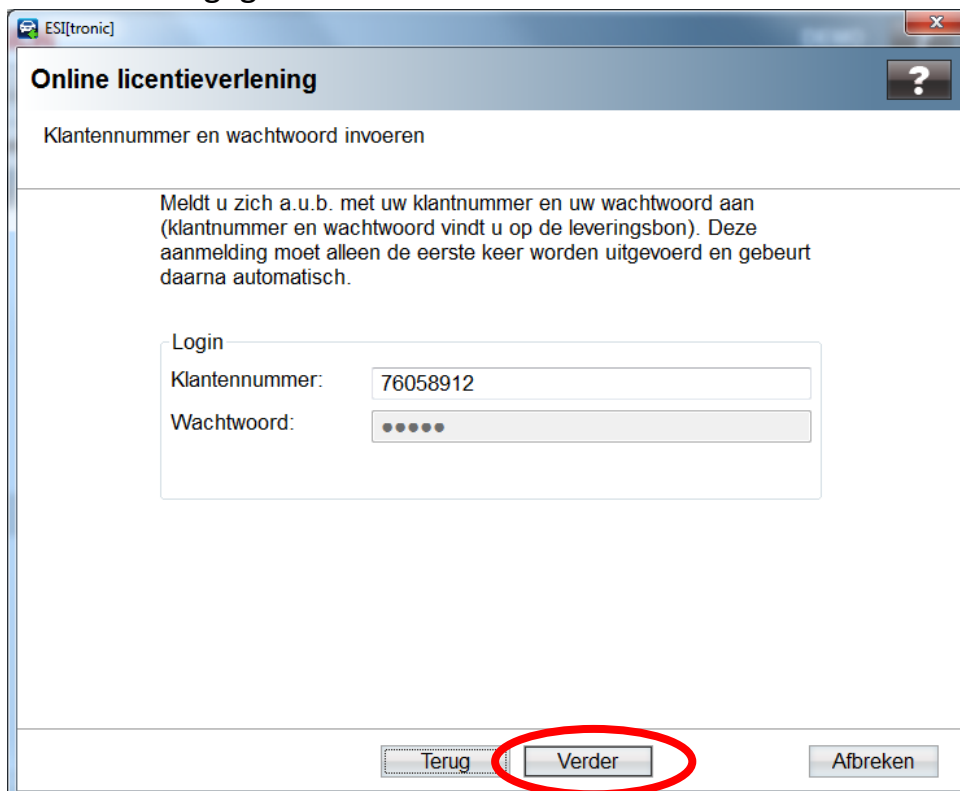 ESI[tronic]
Online licentieverlening
?
Klantennummer en wachtwoord invoeren
Meldt u zich a.u.b. met uw klantnummer en uw wachtwoord aan
(klantnummer en wachtwoord vindt u op de leveringsbon). Deze
aanmelding moet alleen de eerste keer worden uitgevoerd en gebeurt
daarna automatisch.
Login
Klantennummer: 76058912
Wachtwoord: ●●●●●
Terug Verder Afbreken